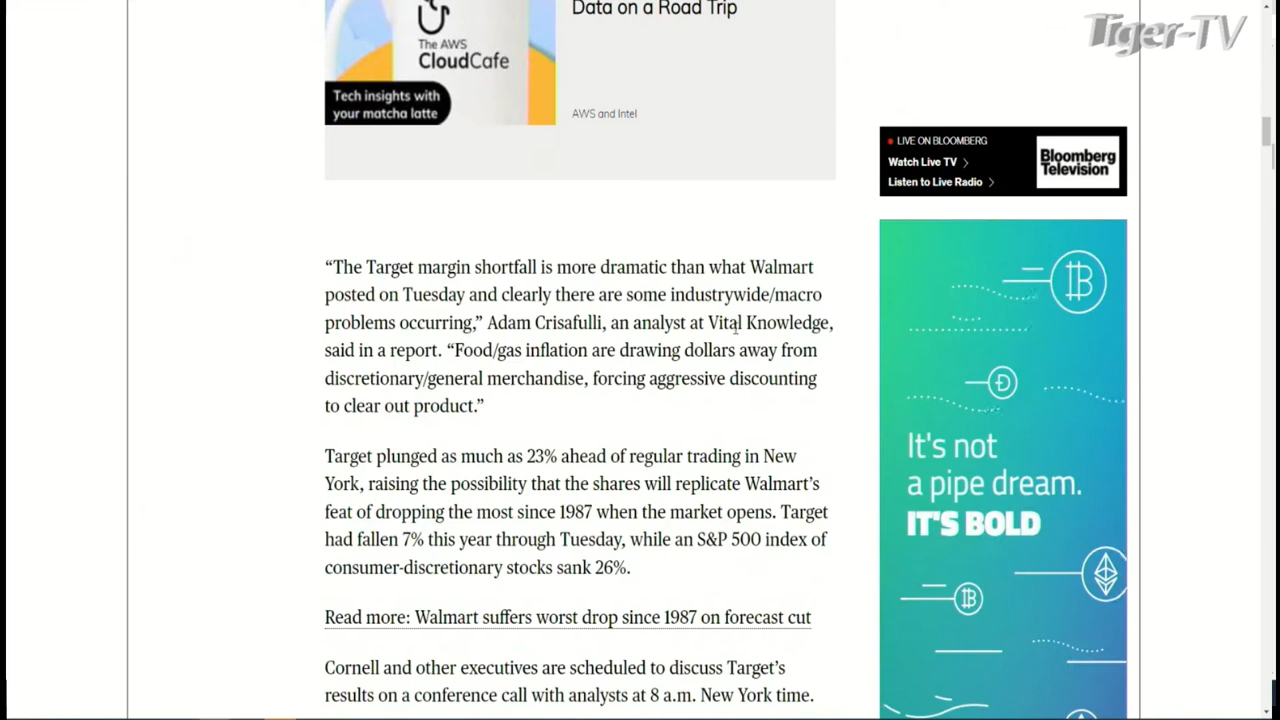 Data on a Road Trip
Tiger-TV
The AWS
CloudCafe
Tech insights with
your matcha latte
AWS and Intel
LIVE ON BLOOMBERG
Watch Live TV
Listen to Live Radio
Bloomberg
Television
“The Target margin shortfall is more dramatic than what Walmart
posted on Tuesday and clearly there are some industrywide/macro
problems occurring,” Adam Crisafulli, an analyst at Vital Knowledge,
said in a report. “Food/gas inflation are drawing dollars away from
discretionary/general merchandise, forcing aggressive discounting
to clear out product.”
Target plunged as much as 23% ahead of regular trading in New
York, raising the possibility that the shares will replicate Walmart’s
feat of dropping the most since 1987 when the market opens. Target
had fallen 7% this year through Tuesday, while an S&P 500 index of
consumer-discretionary stocks sank 26%.
Read more: Walmart suffers worst drop since 1987 on forecast cut
Cornell and other executives are scheduled to discuss Target’s
results on a conference call with analysts at 8 a.m. New York time.
It's not
a pipe dream.
IT'S BOLD